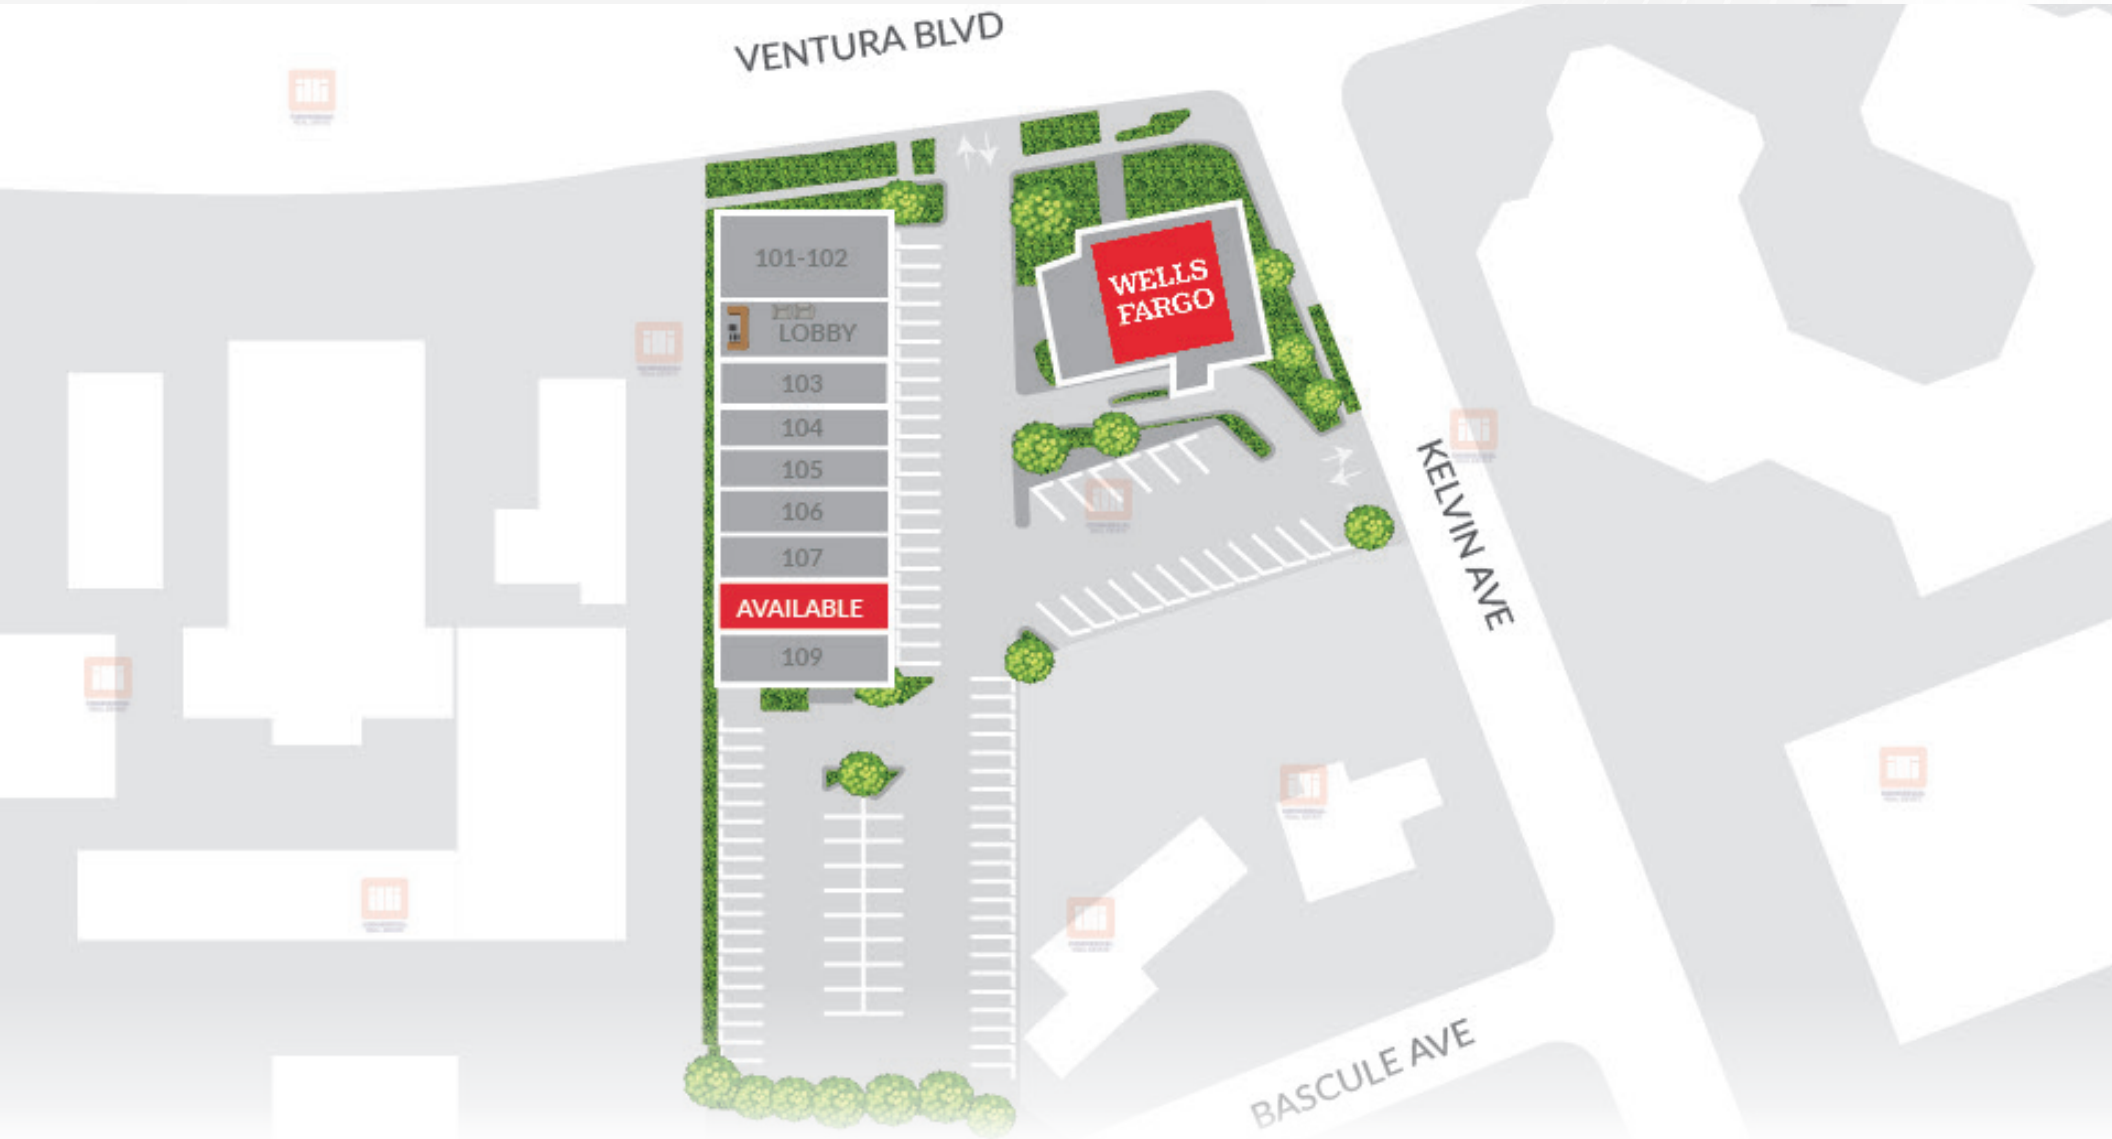 VENTURA BLVD
101-102
LOBBY
103
104
105
106
107
AVAILABLE
109
WELLS
FARGO
KELVIN AVE
BASCULE AVE